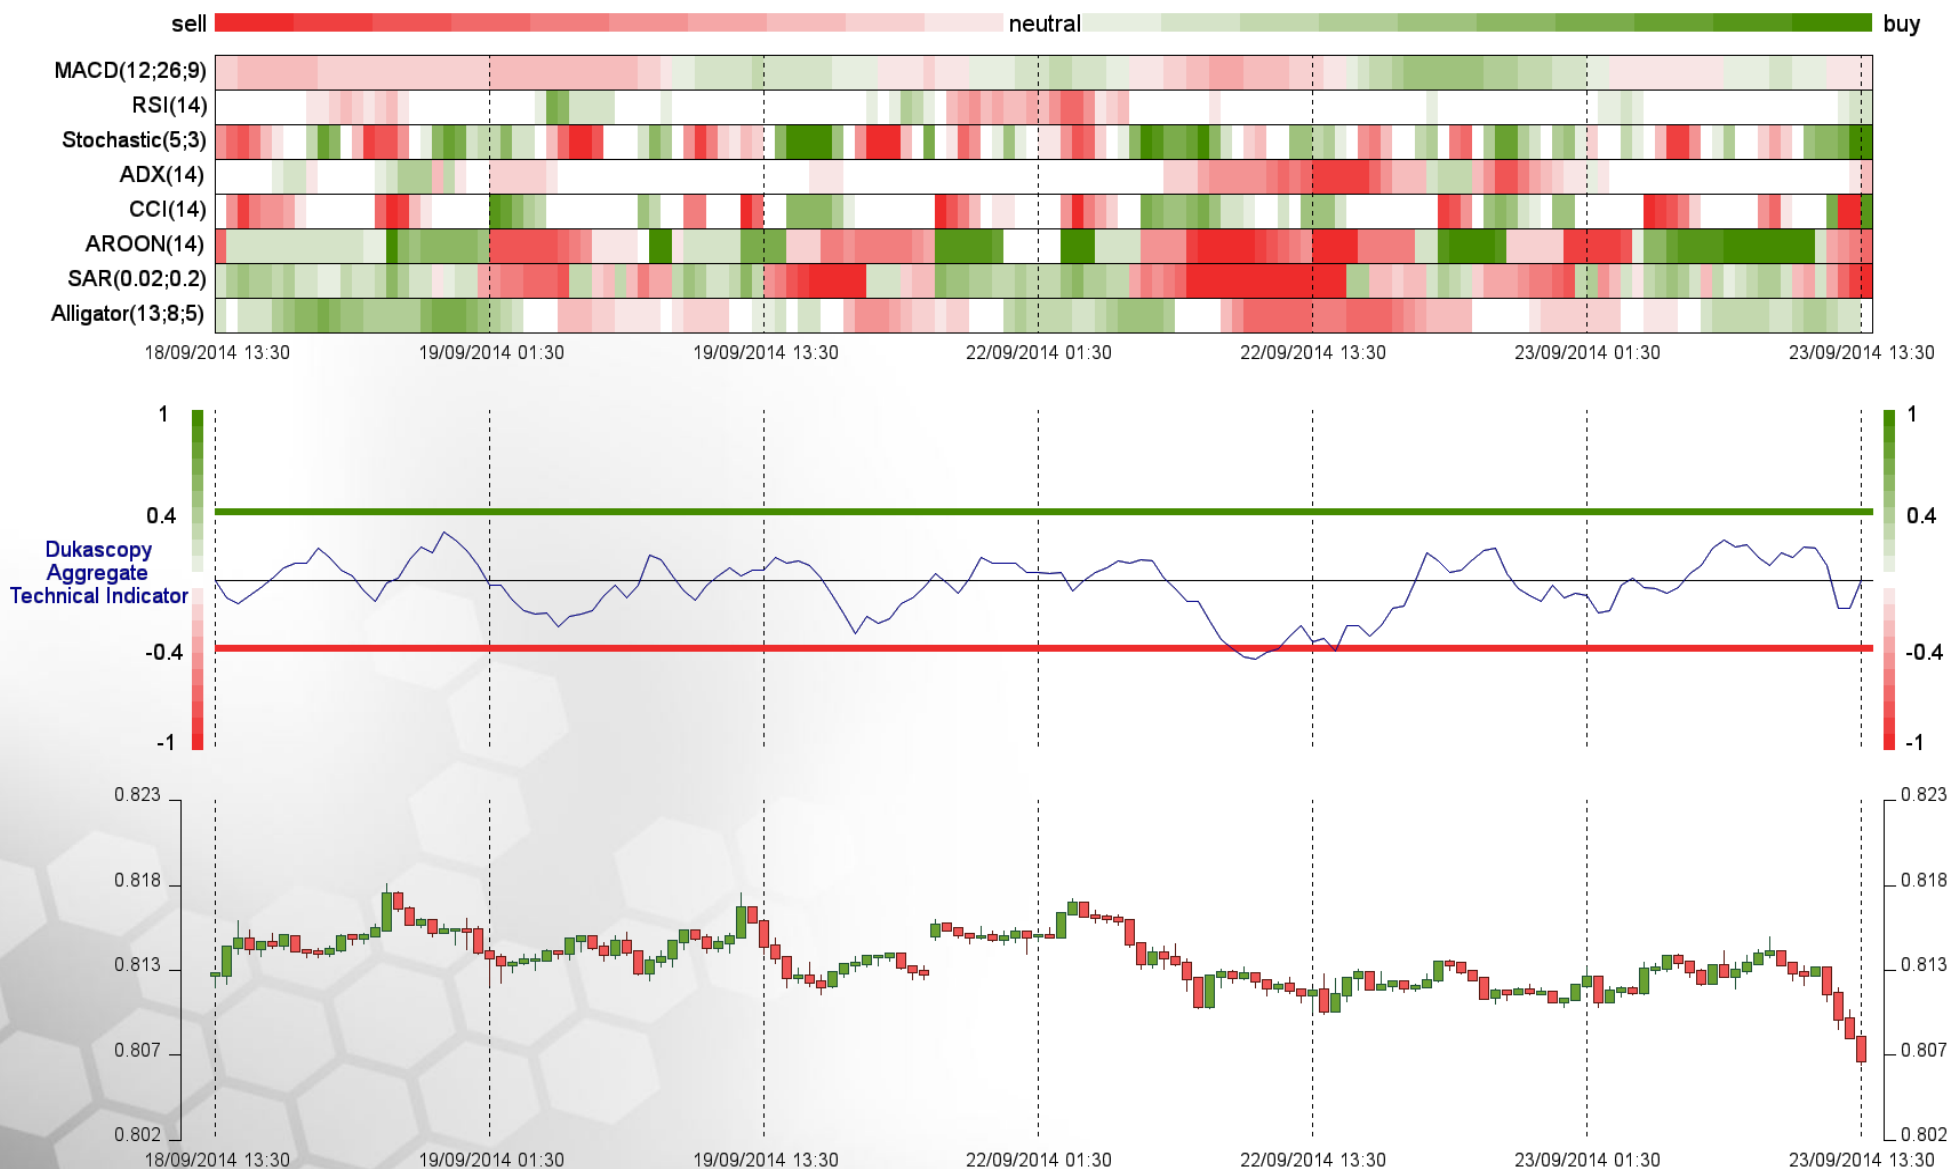 sell neutral buy
MACD(12;26;9)
RSI(14)
Stochastic(5;3)
ADX(14)
CCI(14)
AROON(14)
SAR(0.02;0.2)
Alligator(13;8;5)
18/09/2014 13:30 19/09/2014 01:30 19/09/2014 13:30 22/09/2014 01:30 22/09/2014 13:30 23/09/2014 01:30 23/09/2014 13:30
1 1
0.4 0.4
Dukascopy
Aggregate
Technical Indicator
-0.4 -0.4
-1 -1
0.823 0.823
0.818 0.818
0.813 0.813
0.807 0.807
0.802 0.802
18/09/2014 13:30 19/09/2014 01:30 19/09/2014 13:30 22/09/2014 01:30 22/09/2014 13:30 23/09/2014 01:30 23/09/2014 13:30